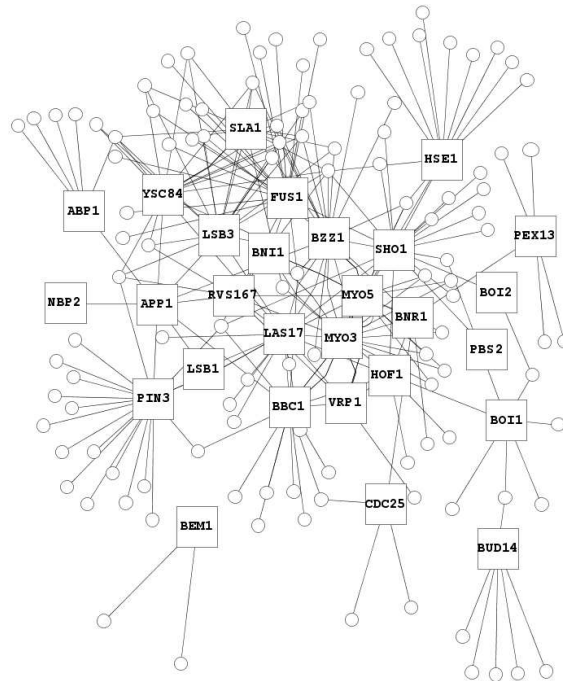 SLA1
HSE1
YSC84
FUS1
ABP1
LSB3
BZZ1
PEX13
BNI1
SHO1
NBP2
APP1
RVS167
MYO5
BOI2
BNR1
LAS17
MYO3
PBS2
LSB1
HOF1
PIN3
BBC1
VRP1
BOI1
CDC25
BEM1
BUD14